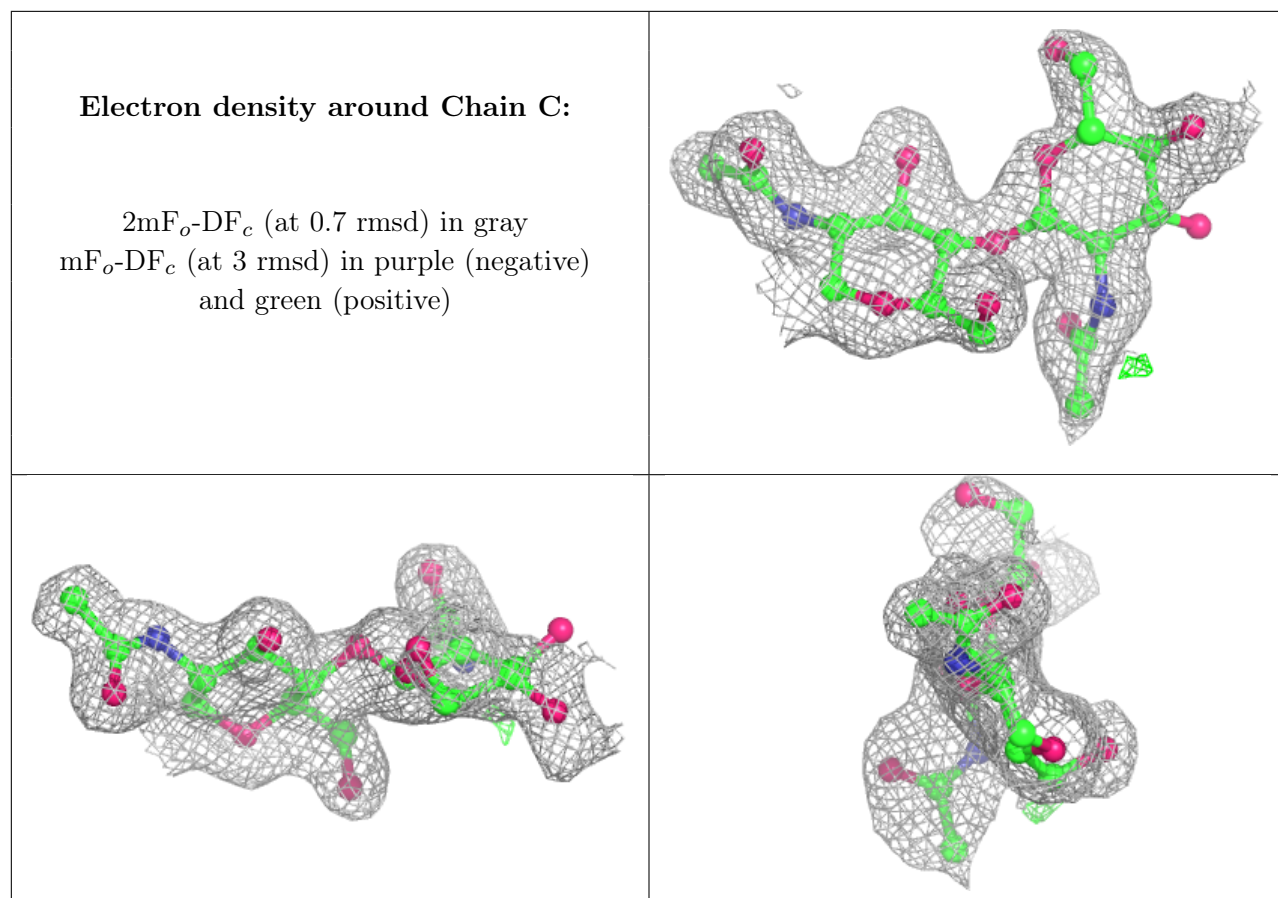 Electron density around Chain C:
2mFₒ-DF𝒸 (at 0.7 rmsd) in gray
mFₒ-DF𝒸 (at 3 rmsd) in purple (negative)
and green (positive)